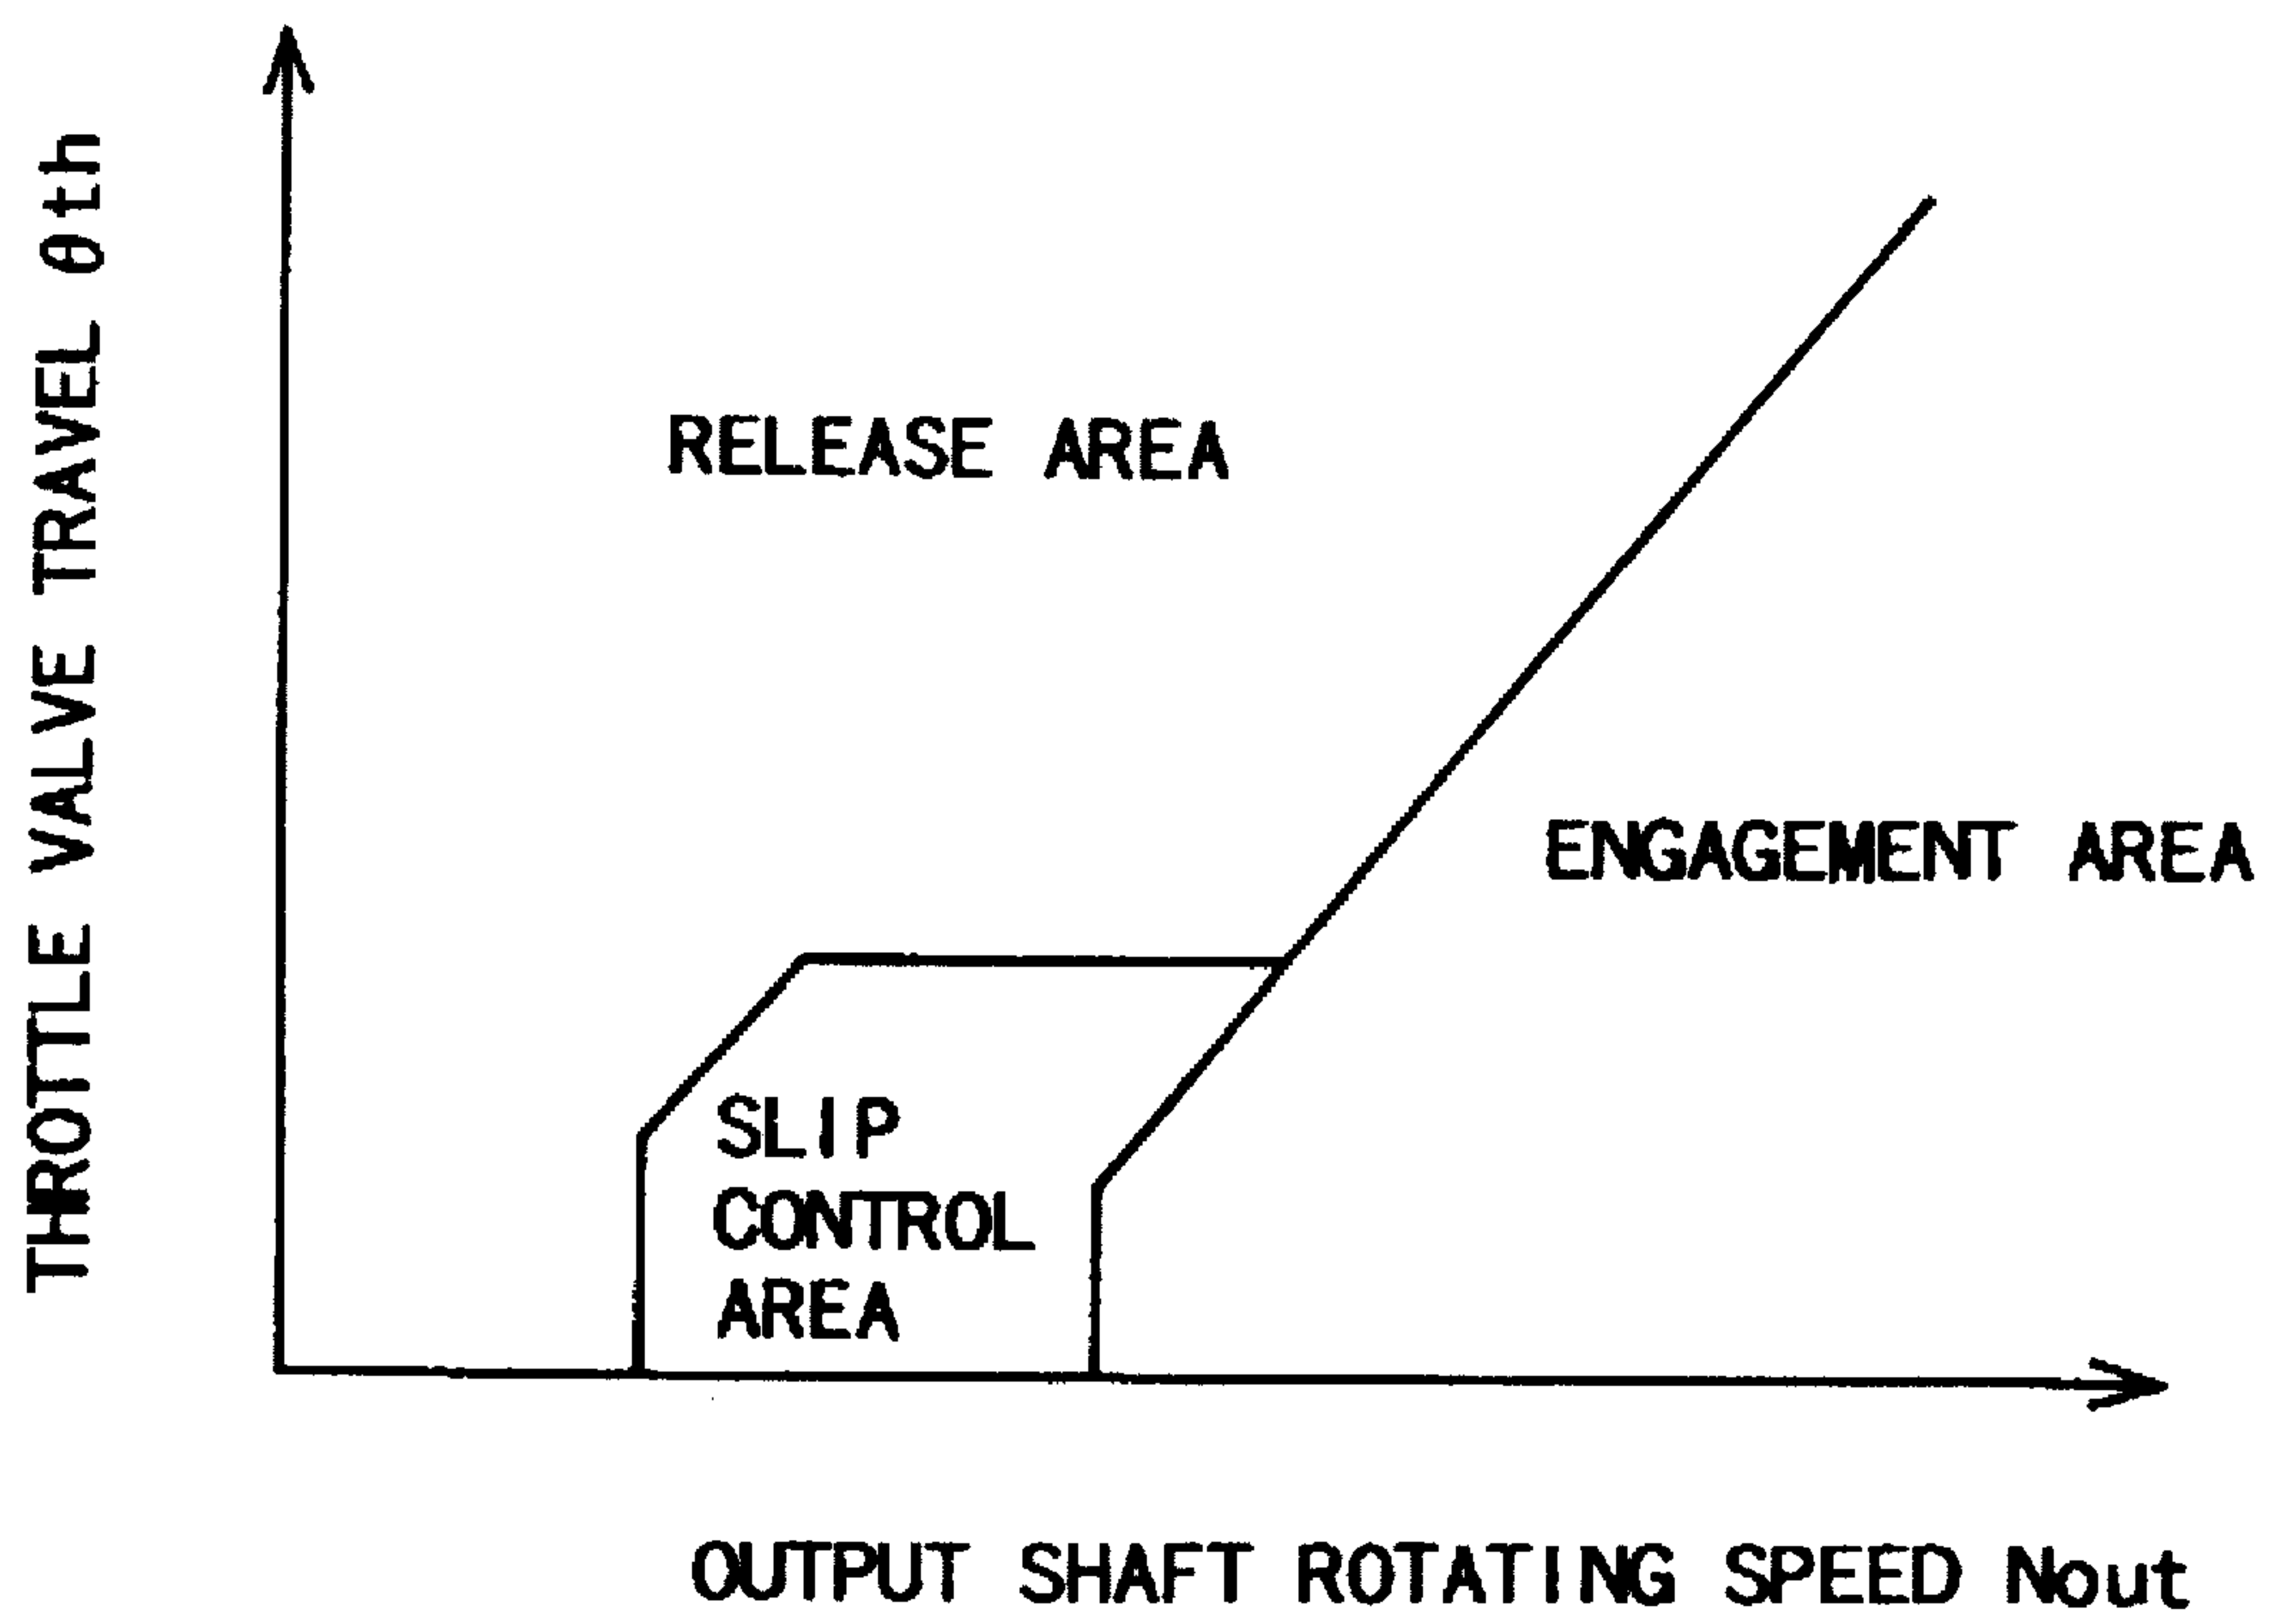 THROTTLE VALVE TRAVEL θth
RELEASE AREA
ENGAGEMENT AREA
SLIP
CONTROL
AREA
OUTPUT SHAFT ROTATING SPEED Nout